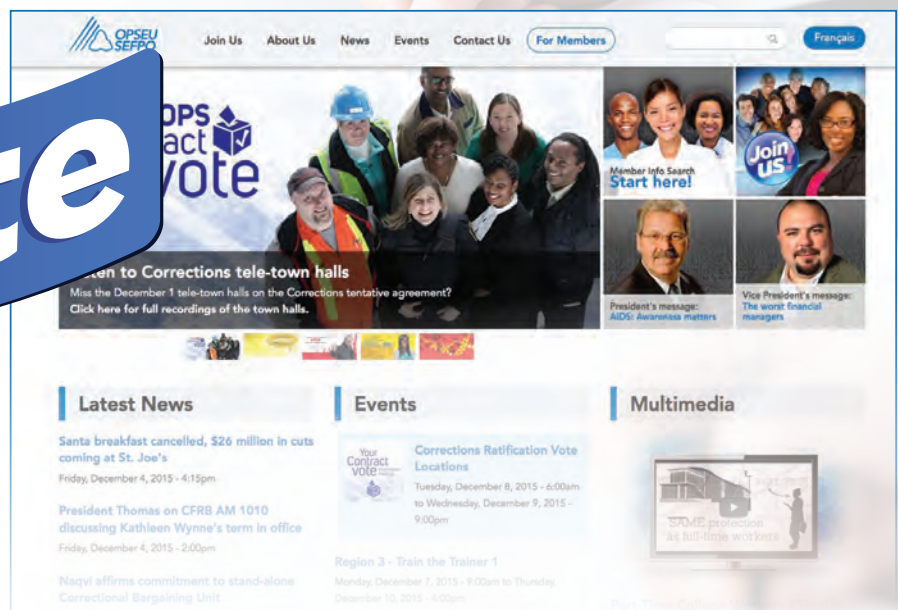 OPSEU
SEFPO
Join Us
About Us
News
Events
Contact Us
For Members
Français
OPS
act
vote
te
Member Info Search
Start here!
Join
us!
ten to Corrections tele-town halls
Miss the December 1 tele-town halls on the Corrections tentative agreement?
Click here for full recordings of the town halls.
President's message:
AIDS: Awareness matters
Vice President's message:
The worst financial
managers
Latest News
Santa breakfast cancelled, $26 million in cuts
coming at St. Joe's
Friday, December 4, 2015 - 4:15pm
President Thomas on CFRB AM 1010
discussing Kathleen Wynne's term in office
Friday, December 4, 2015 - 2:00pm
Naqvi affirms commitment to stand-alone
Correctional Bargaining Unit
Events
Your
Contract
vote
Corrections Ratification Vote
Locations
Tuesday, December 8, 2015 - 6:00am
to Wednesday, December 9, 2015 -
9:00pm
Region 3 - Train the Trainer 1
Monday, December 7, 2015 - 9:00am to Thursday,
December 10, 2015 - 4:00pm
Multimedia
SAME protection
as full-time workers